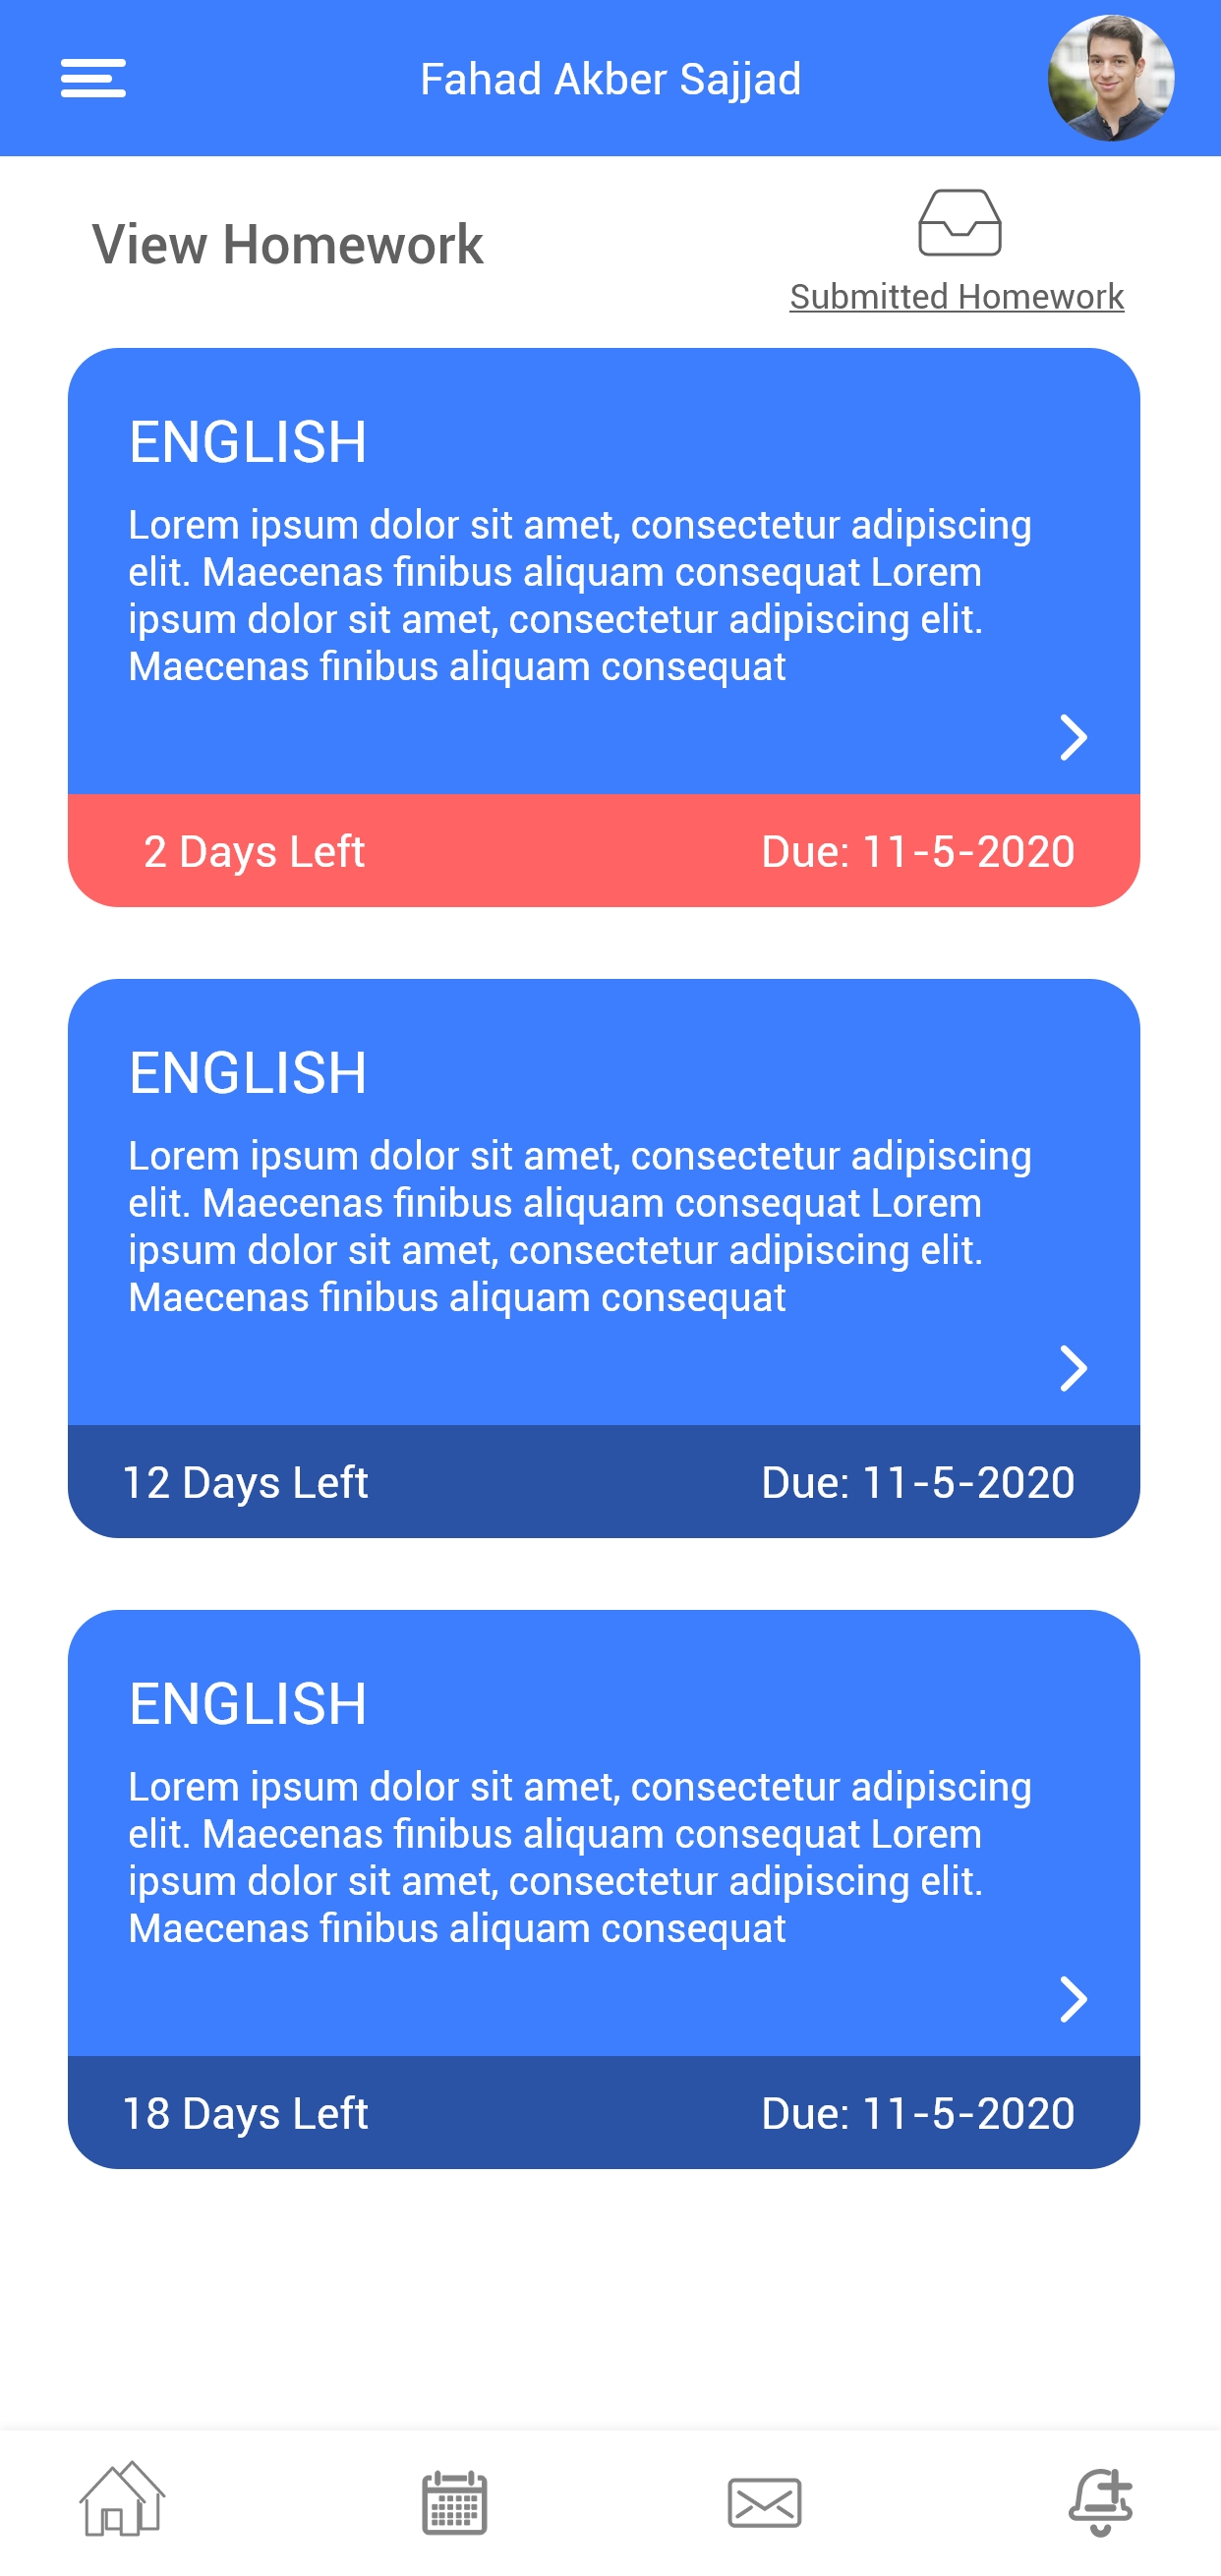 Fahad Akber Sajjad
View Homework
Submitted Homework
ENGLISH
Lorem ipsum dolor sit amet, consectetur adipiscing
elit. Maecenas finibus aliquam consequat Lorem
ipsum dolor sit amet, consectetur adipiscing elit.
Maecenas finibus aliquam consequat
2 Days Left Due: 11-5-2020
ENGLISH
Lorem ipsum dolor sit amet, consectetur adipiscing
elit. Maecenas finibus aliquam consequat Lorem
ipsum dolor sit amet, consectetur adipiscing elit.
Maecenas finibus aliquam consequat
12 Days Left Due: 11-5-2020
ENGLISH
Lorem ipsum dolor sit amet, consectetur adipiscing
elit. Maecenas finibus aliquam consequat Lorem
ipsum dolor sit amet, consectetur adipiscing elit.
Maecenas finibus aliquam consequat
18 Days Left Due: 11-5-2020